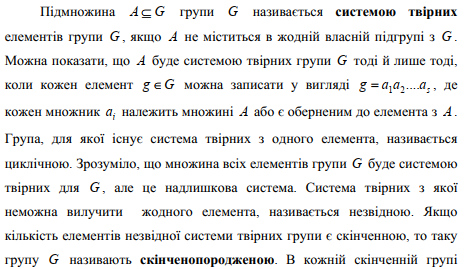 Підмножина A ⊆ G групи G називається системою твірних
елементів групи G, якщо A не міститься в жодній власній підгрупі з G.
Можна показати, що A буде системою твірних групи G тоді й лише тоді,
коли кожен елемент g ∈ G можна записати у вигляді g = a₁a₂....aₛ, де
кожен множник aᵢ належить множині A або є оберненим до елемента з A.
Група, для якої існує система твірних з одного елемента, називається
циклічною. Зрозуміло, що множина всіх елементів групи G буде системою
твірних для G, але це надлишкова система. Система твірних з якої
неможна вилучити жодного елемента, називається незвідною. Якщо
кількість елементів незвідної системи твірних групи є скінченною, то таку
групу G називають скінченопородженою. В кожній скінченній групі